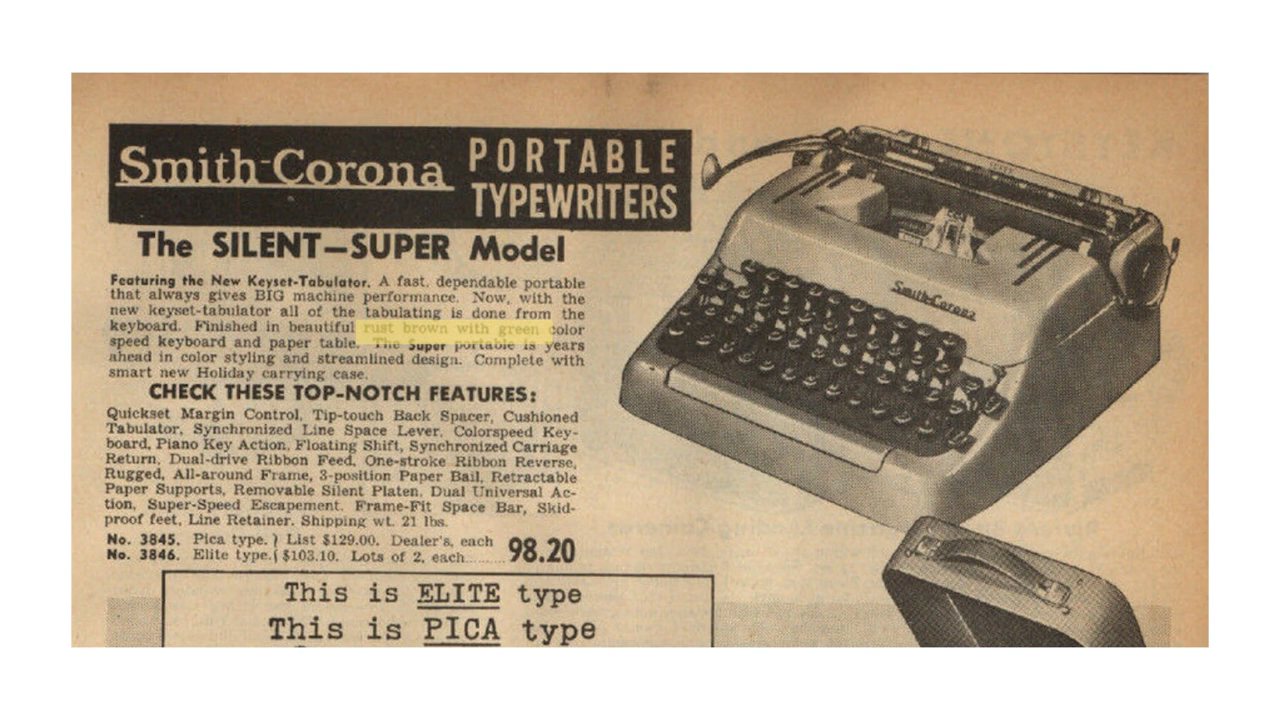 Smith-Corona PORTABLE TYPEWRITERS
The SILENT—SUPER Model
Featuring the New Keyset-Tabulator. A fast, dependable portable
that always gives BIG machine performance. Now, with the
new keyset-tabulator all of the tabulating is done from the
keyboard. Finished in beautiful rust brown with green color
speed keyboard and paper table. The Super portable is years
ahead in color styling and streamlined design. Complete with
smart new Holiday carrying case.
CHECK THESE TOP-NOTCH FEATURES:
Quickset Margin Control, Tip-touch Back Spacer, Cushioned
Tabulator, Synchronized Line Space Lever, Colorspeed Key-
board, Piano Key Action, Floating Shift, Synchronized Carriage
Return, Dual-drive Ribbon Feed, One-stroke Ribbon Reverse,
Rugged, All-around Frame, 3-position Paper Bail, Retractable
Paper Supports, Removable Silent Platen, Dual Universal Ac-
tion, Super-Speed Escapement. Frame-Fit Space Bar, Skid-
proof feet, Line Retainer. Shipping wt. 21 lbs.
No. 3845. Pica type. } List $129.00. Dealer's, each
No. 3846. Elite type. { $103.10. Lots of 2, each......... 98.20
This is ELITE type
This is PICA type
Smith-Corona